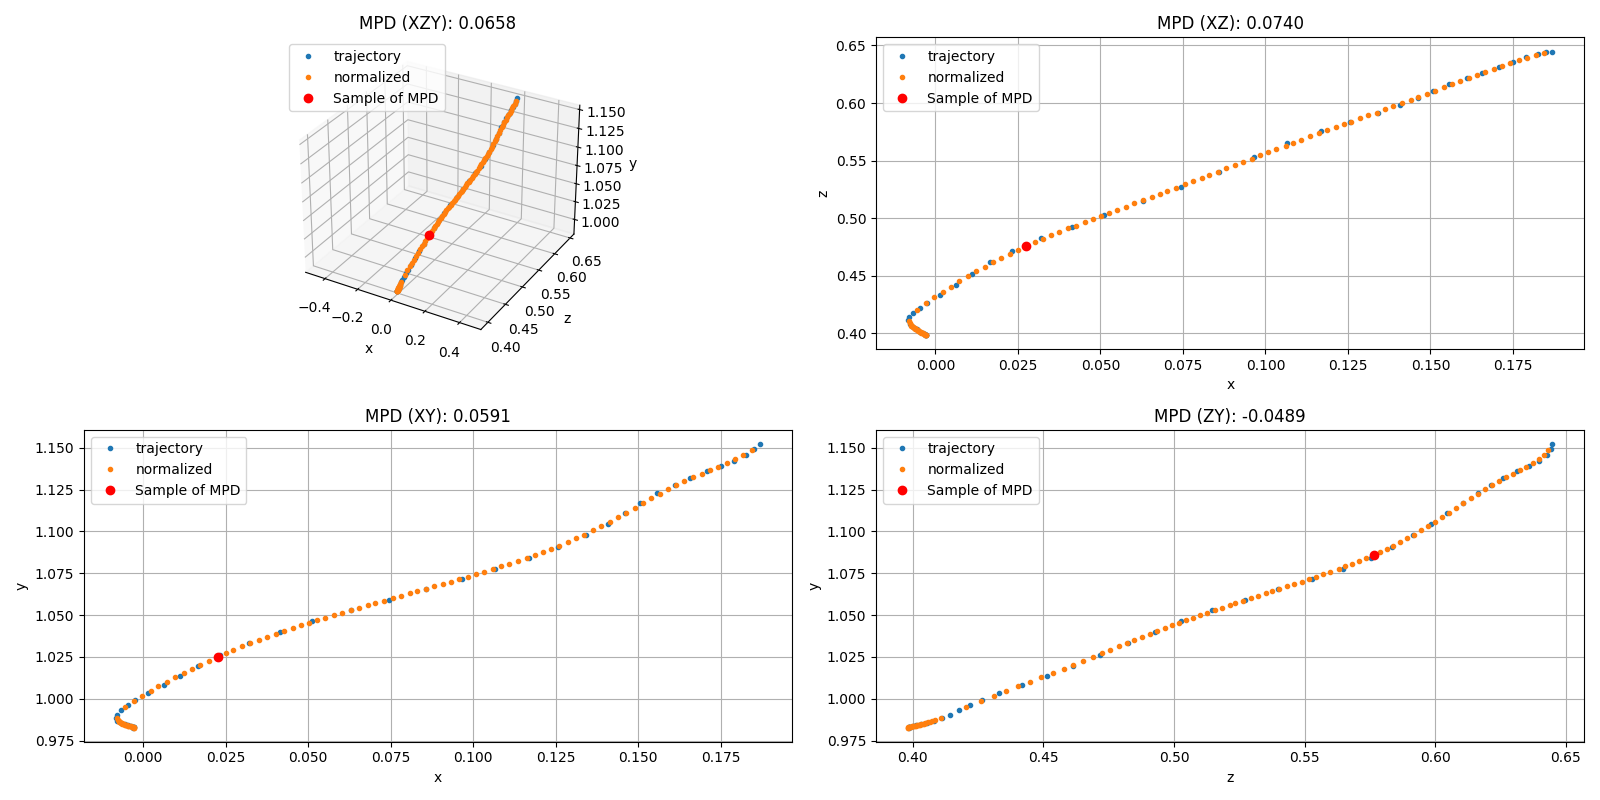 MPD (XZY): 0.0658
trajectory
normalized
Sample of MPD
1.150
1.125
1.100
1.075
1.050
1.025
1.000
y
0.65
0.60
0.55
0.50
0.45
0.40
z
−0.4
−0.2
0.0
0.2
0.4
x
MPD (XZ): 0.0740
trajectory
normalized
Sample of MPD
0.65
0.60
0.55
0.50
0.45
0.40
z
0.000 0.025 0.050 0.075 0.100 0.125 0.150 0.175
x
MPD (XY): 0.0591
trajectory
normalized
Sample of MPD
1.150
1.125
1.100
1.075
1.050
1.025
1.000
0.975
y
0.000 0.025 0.050 0.075 0.100 0.125 0.150 0.175
x
MPD (ZY): -0.0489
trajectory
normalized
Sample of MPD
1.150
1.125
1.100
1.075
1.050
1.025
1.000
0.975
y
0.40 0.45 0.50 0.55 0.60 0.65
z